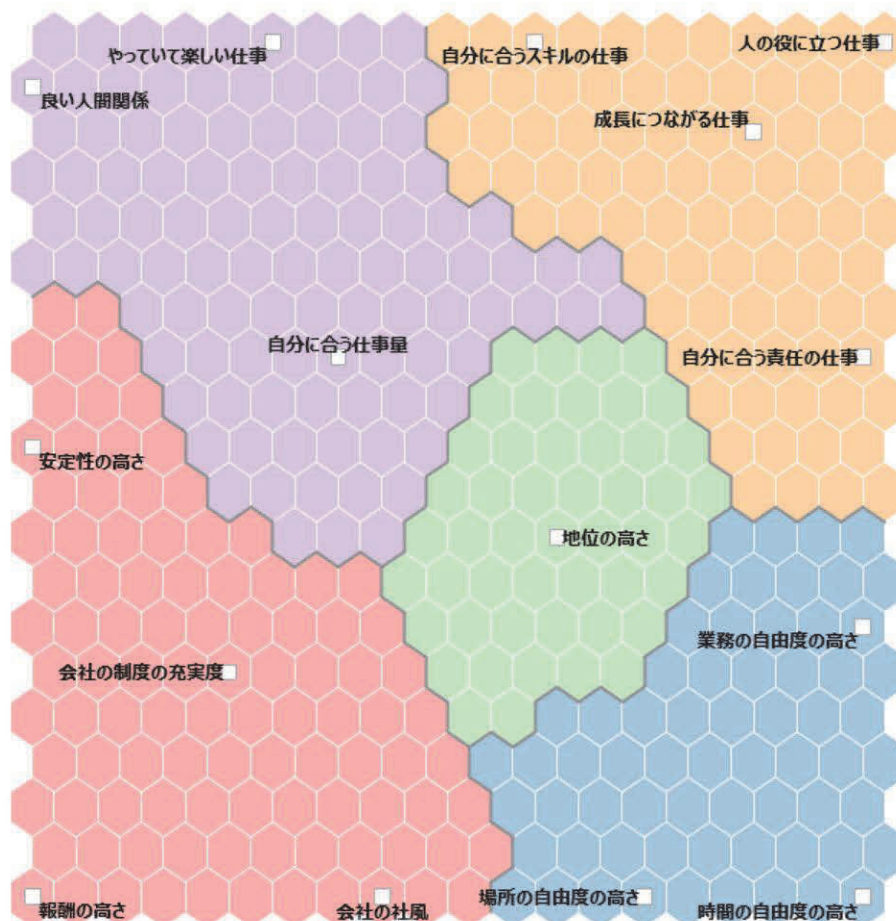 やっていて楽しい仕事
自分に合うスキルの仕事
人の役に立つ仕事
良い人間関係
成長につながる仕事
自分に合う仕事量
自分に合う責任の仕事
安定性の高さ
地位の高さ
業務の自由度の高さ
会社の制度の充実度
報酬の高さ
会社の社風
場所の自由度の高さ
時間の自由度の高さ